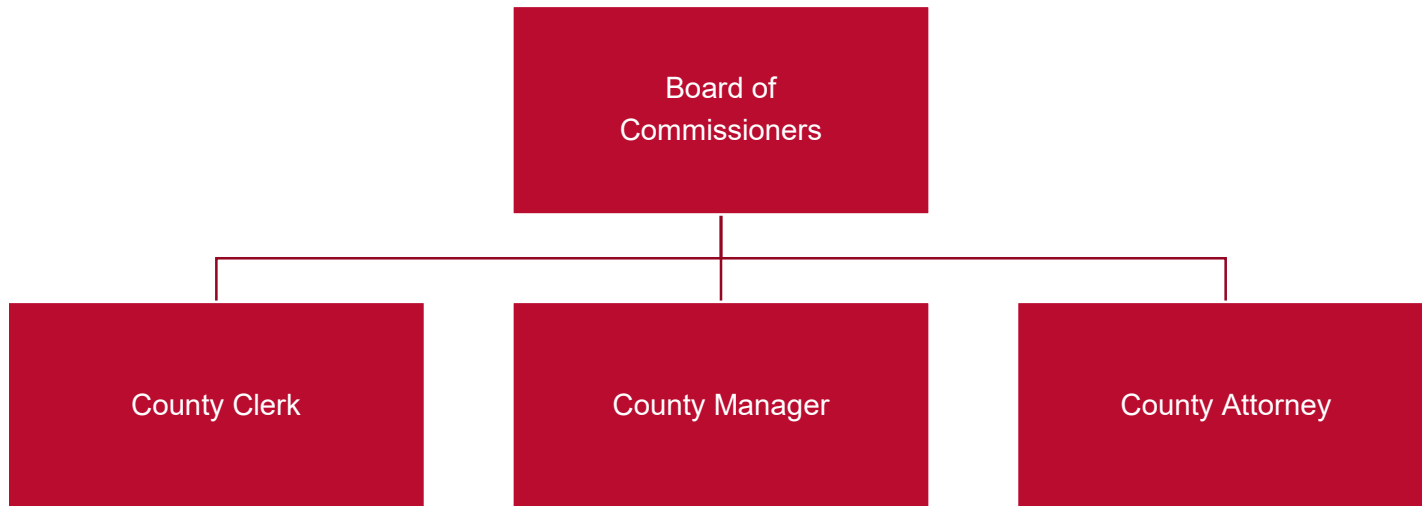 Board of
Commissioners
County Clerk
County Manager
County Attorney